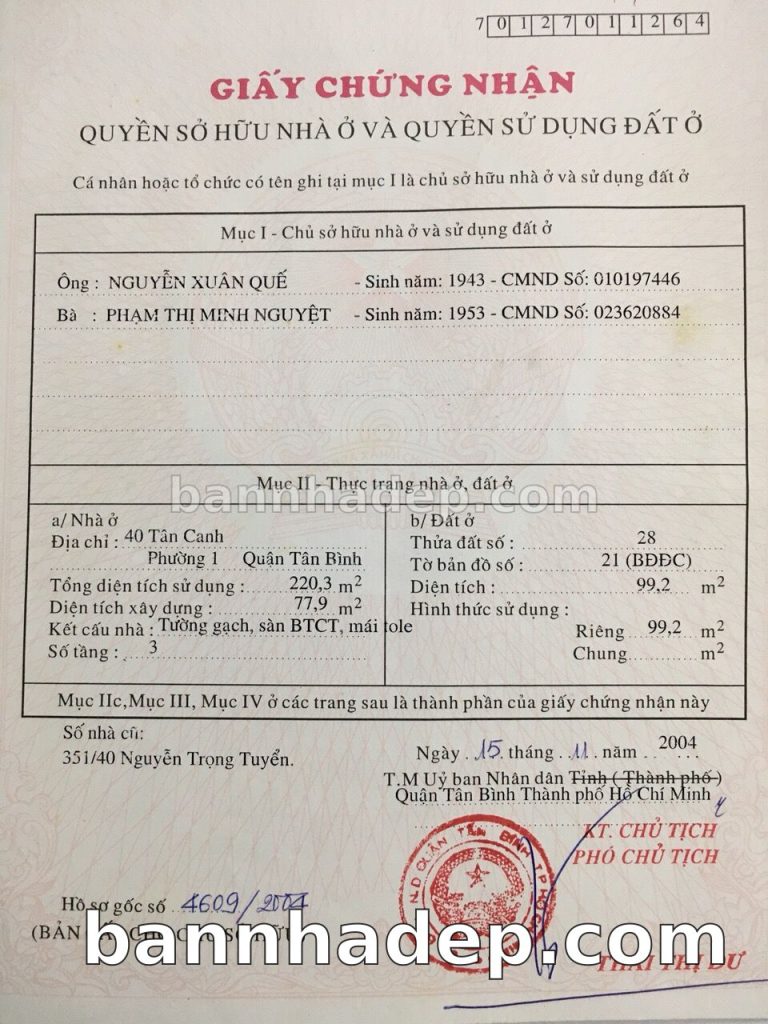 7 0 1 2 7 0 1 1 2 6 4
GIẤY CHỨNG NHẬN
QUYỀN SỞ HỮU NHÀ Ở VÀ QUYỀN SỬ DỤNG ĐẤT Ở
Cá nhân hoặc tổ chức có tên ghi tại mục I là chủ sở hữu nhà ở và sử dụng đất ở
Mục I - Chủ sở hữu nhà ở và sử dụng đất ở
Ông : NGUYỄN XUÂN QUẾ - Sinh năm: 1943 - CMND Số: 010197446
Bà : PHẠM THỊ MINH NGUYỆT - Sinh năm: 1953 - CMND Số: 023620884
Mục II - Thực trạng nhà ở, đất ở
bannhadep.com
a/ Nhà ở
Địa chỉ : 40 Tân Canh
Phường 1 Quận Tân Bình
Tổng diện tích sử dụng : 220,3 m2
Diện tích xây dựng : 77,9 m2
Kết cấu nhà : Tường gạch, sàn BTCT, mái tole
Số tầng : 3
b/ Đất ở
Thửa đất số : 28
Tờ bản đồ số : 21 (BĐĐC)
Diện tích : 99,2 m2
Hình thức sử dụng :
Riêng 99,2 m2
Chung m2
Mục IIc, Mục III, Mục IV ở các trang sau là thành phần của giấy chứng nhận này
Số nhà cũ:
351/40 Nguyễn Trọng Tuyển.
Ngày 15 tháng 11 năm 2004
T.M Uỷ ban Nhân dân Tỉnh ( Thành phố )
Quận Tân Bình Thành phố Hồ Chí Minh
KT. CHỦ TỊCH
PHÓ CHỦ TỊCH
N.D QUẬN TÂN BÌNH T.P
Hồ sơ gốc số 4609/2004
(BẢN
bannhadep.com
THÁI THỊ DƯ